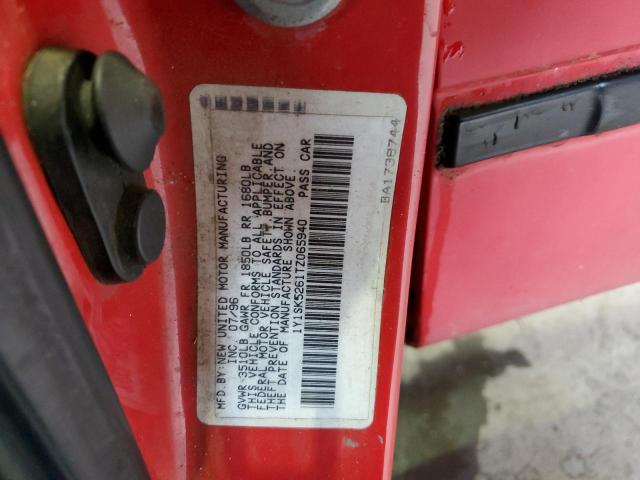 MFD BY:NEW UNITED MOTOR MANUFACTURING
INC. 07/96
GVWR 3510LB GAWR FR 1850LB RR 1680LB
THIS VEHICLE CONFORMS TO ALL APPLICABLE
FEDERAL MOTOR VEHICLE SAFETY BUMPER, AND
THEFT PREVENTION STANDARDS IN EFFECT ON
THE DATE OF MANUFACTURE SHOWN ABOVE.
1Y1SK5261TZ065940 PASS CAR
BA1738744